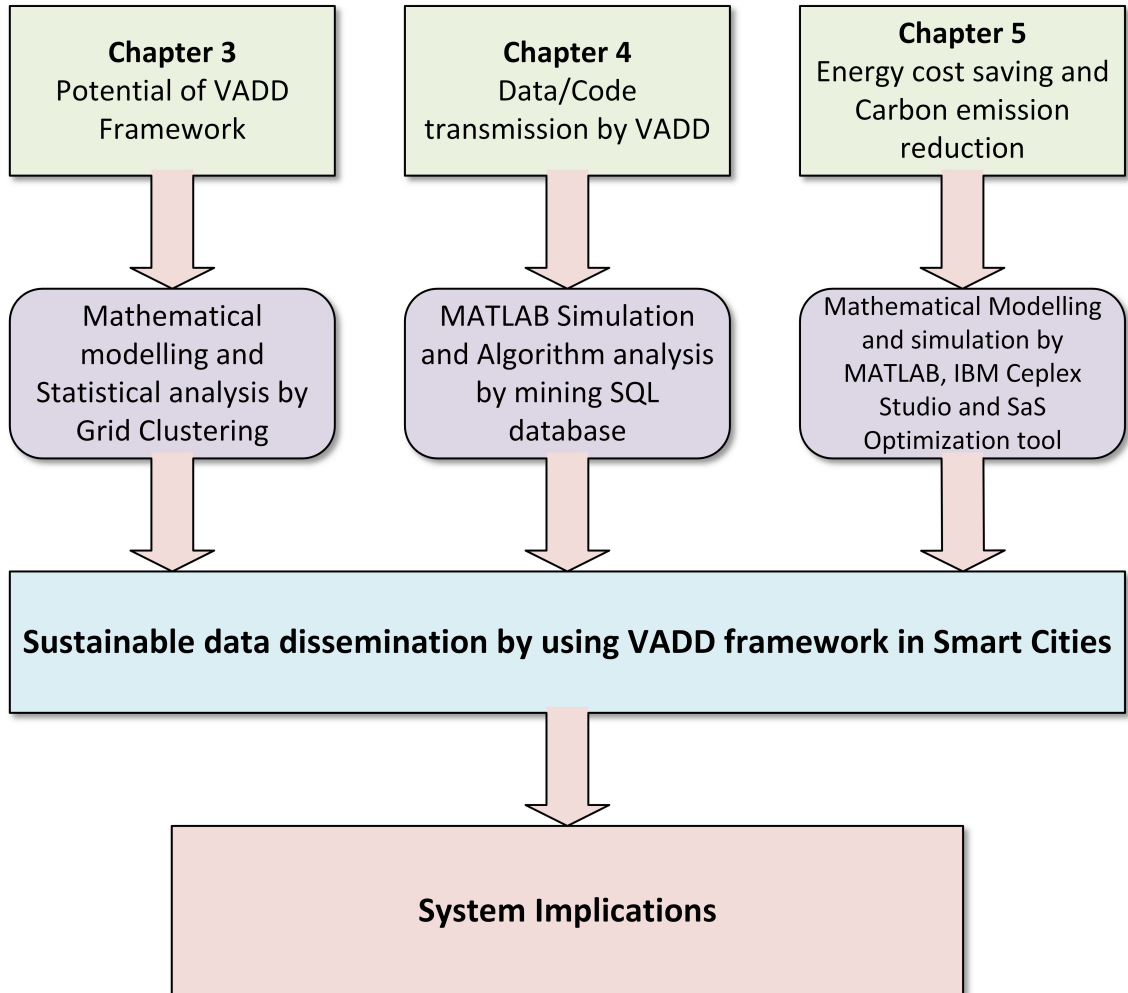 Chapter 3
Potential of VADD
Framework
Chapter 4
Data/Code
transmission by VADD
Chapter 5
Energy cost saving and
Carbon emission
reduction
Mathematical
modelling and
Statistical analysis by
Grid Clustering
MATLAB Simulation
and Algorithm analysis
by mining SQL
database
Mathematical Modelling
and simulation by
MATLAB, IBM Ceplex
Studio and SaS
Optimization tool
Sustainable data dissemination by using VADD framework in Smart Cities
System Implications